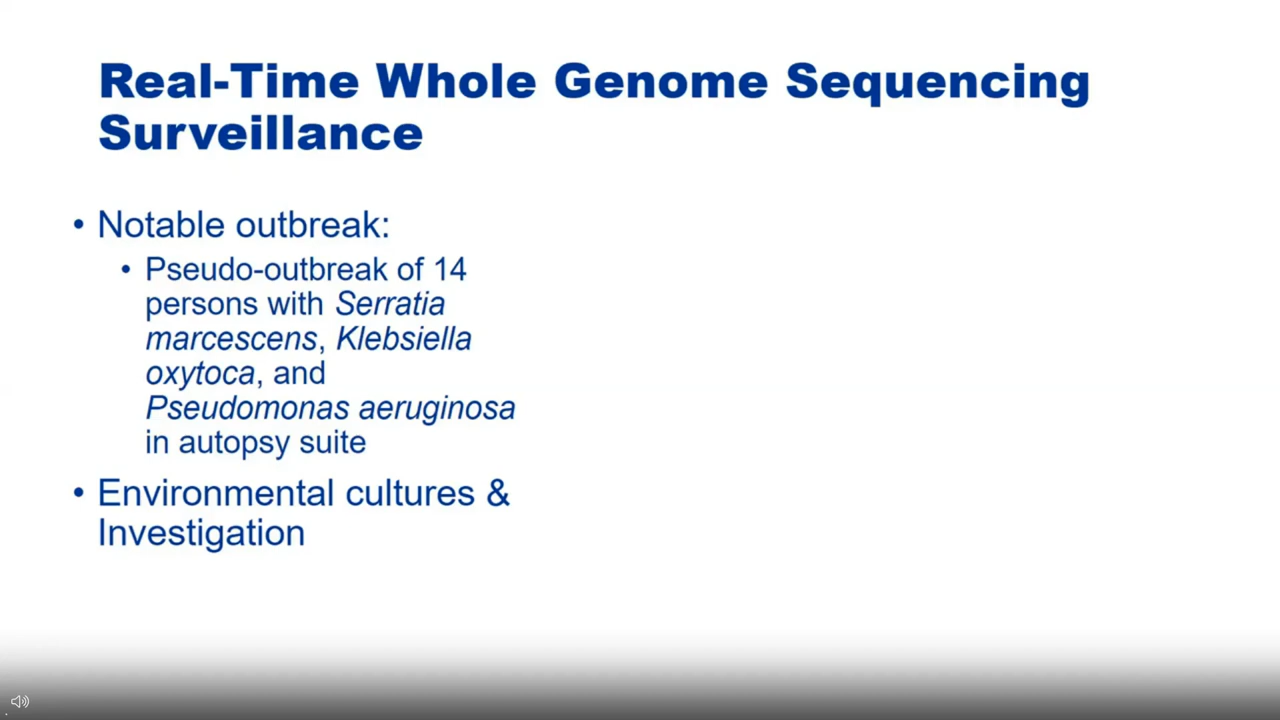 Real-Time Whole Genome Sequencing
Surveillance
• Notable outbreak:
• Pseudo-outbreak of 14
persons with Serratia
marcescens, Klebsiella
oxytoca, and
Pseudomonas aeruginosa
in autopsy suite
• Environmental cultures &
Investigation